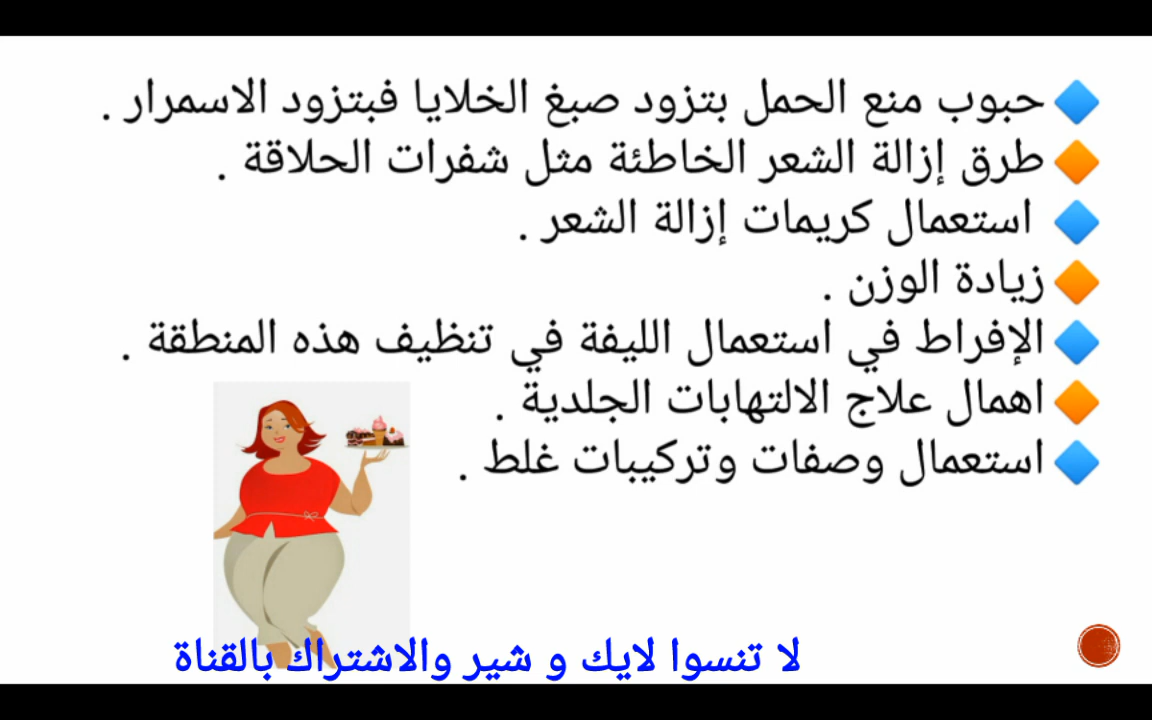 حبوب منع الحمل بتزود صبغ الخلايا فبتزود الاسمرار .
طرق إزالة الشعر الخاطئة مثل شفرات الحلاقة .
استعمال كريمات إزالة الشعر .
زيادة الوزن .
الإفراط في استعمال الليفة في تنظيف هذه المنطقة .
اهمال علاج الالتهابات الجلدية .
استعمال وصفات وتركيبات غلط .
لا تنسوا لايك و شير والاشتراك بالقناة